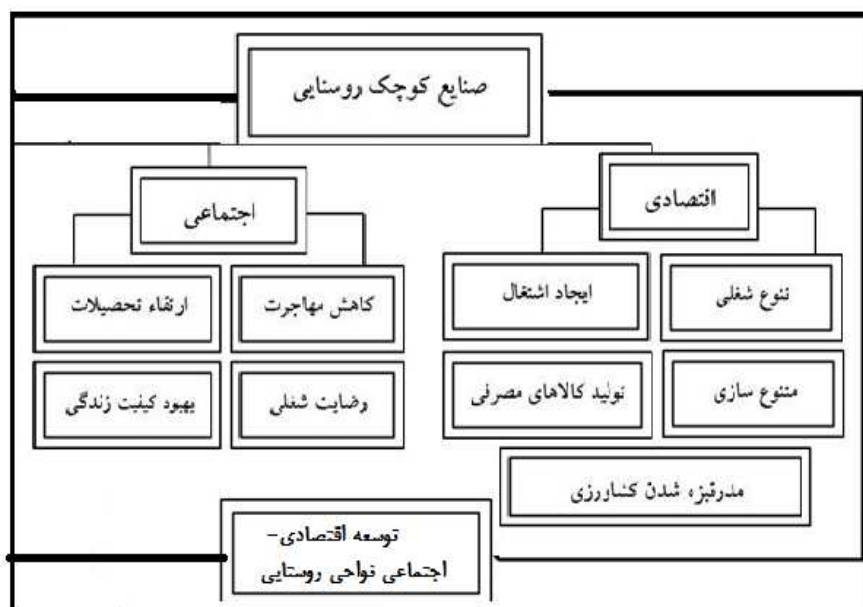 صنایع کوچک روستایی
اقتصادی
اجتماعی
تنوع شغلی
ایجاد اشتغال
کاهش مهاجرت
ارتقاء تحصیلات
متنوع سازی
تولید کالاهای مصرفی
رضایت شغلی
بهبود کیفیت زندگی
مدرنیزه شدن کشاورزی
توسعه اقتصادی-
اجتماعی نواحی روستایی